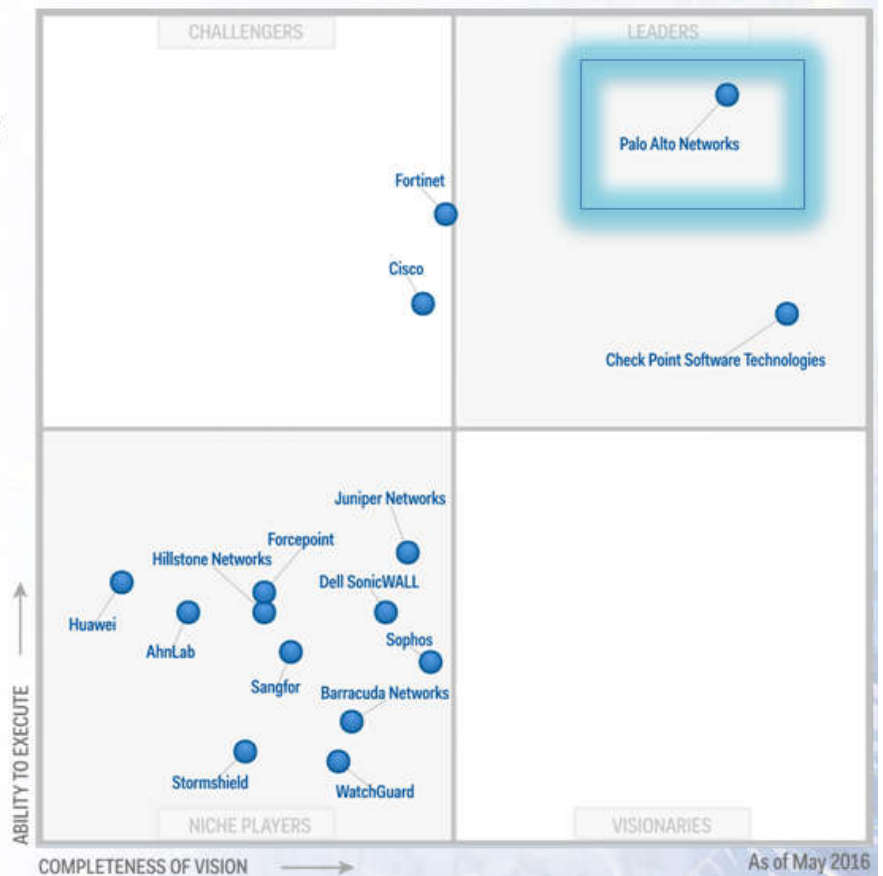 CHALLENGERS
LEADERS
Palo Alto Networks
Fortinet
Cisco
Check Point Software Technologies
Juniper Networks
Forcepoint
Hillstone Networks
Dell SonicWALL
Huawei
AhnLab
Sophos
Sangfor
Barracuda Networks
Stormshield
WatchGuard
NICHE PLAYERS
VISIONARIES
ABILITY TO EXECUTE
COMPLETENESS OF VISION
As of May 2016